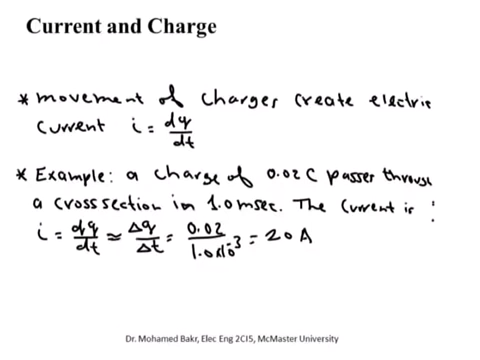 Current and Charge
* movement of charges create electric
current i = dq/dt
* Example: a charge of 0.02 C passes through
a cross section in 1.0 msec. The current is :
i = dq/dt ≃ Δq/Δt = 0.02/1.0x10⁻³ = 20 A
Dr. Mohamed Bakr, Elec Eng 2CI5, McMaster University